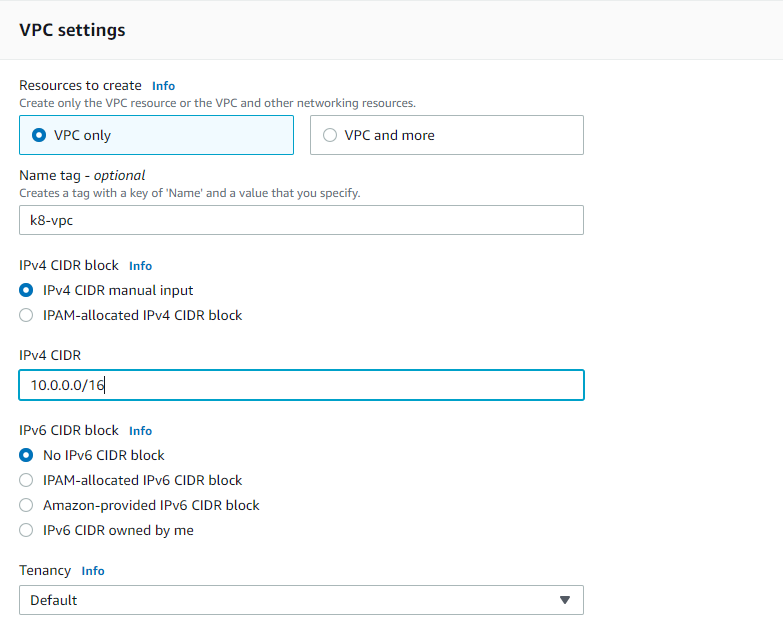 VPC settings
Resources to create Info
Create only the VPC resource or the VPC and other networking resources.
VPC only VPC and more
Name tag - optional
Creates a tag with a key of 'Name' and a value that you specify.
k8-vpc
IPv4 CIDR block Info
IPv4 CIDR manual input
IPAM-allocated IPv4 CIDR block
IPv4 CIDR
10.0.0.0/16
IPv6 CIDR block Info
No IPv6 CIDR block
IPAM-allocated IPv6 CIDR block
Amazon-provided IPv6 CIDR block
IPv6 CIDR owned by me
Tenancy Info
Default